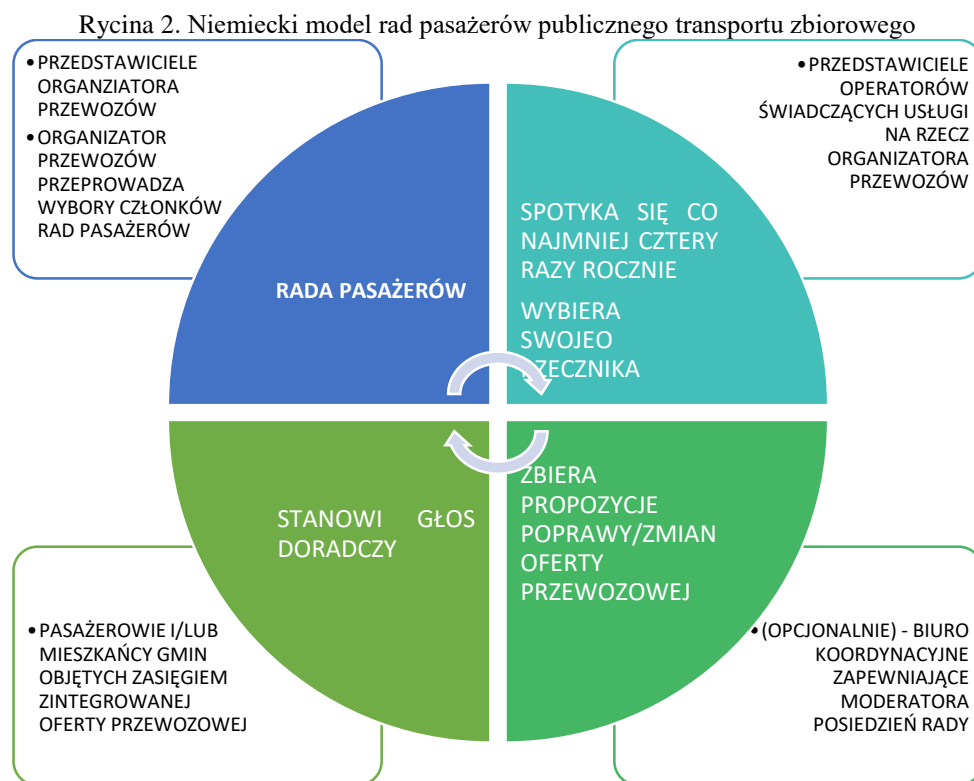 Rycina 2. Niemiecki model rad pasażerów publicznego transportu zbiorowego
•PRZEDSTAWICIELE
ORGANZIATORA
PRZEWOZÓW
•ORGANIZATOR
PRZEWOZÓW
PRZEPROWADZA
WYBORY CZŁONKÓW
RAD PASAŻERÓW
•PRZEDSTAWICIELE
OPERATORÓW
ŚWIADCZĄCYCH USŁUGI
NA RZECZ
ORGANIZATORA
PRZEWOZÓW
RADA PASAŻERÓW
SPOTYKA SIĘ CO
NAJMNIEJ CZTERY
RAZY ROCZNIE
WYBIERA
SWOJEO
RZECZNIKA
STANOWI GŁOS
DORADCZY
ZBIERA
PROPOZYCJE
POPRAWY/ZMIAN
OFERTY
PRZEWOZOWEJ
•PASAŻEROWIE I/LUB
MIESZKAŃCY GMIN
OBJĘTYCH ZASIĘGIEM
ZINTEGROWANEJ
OFERTY PRZEWOZOWEJ
•(OPCJONALNIE) - BIURO
KOORDYNACYJNE
ZAPEWNIAJĄCE
MODERATORA
POSIEDZIEŃ RADY